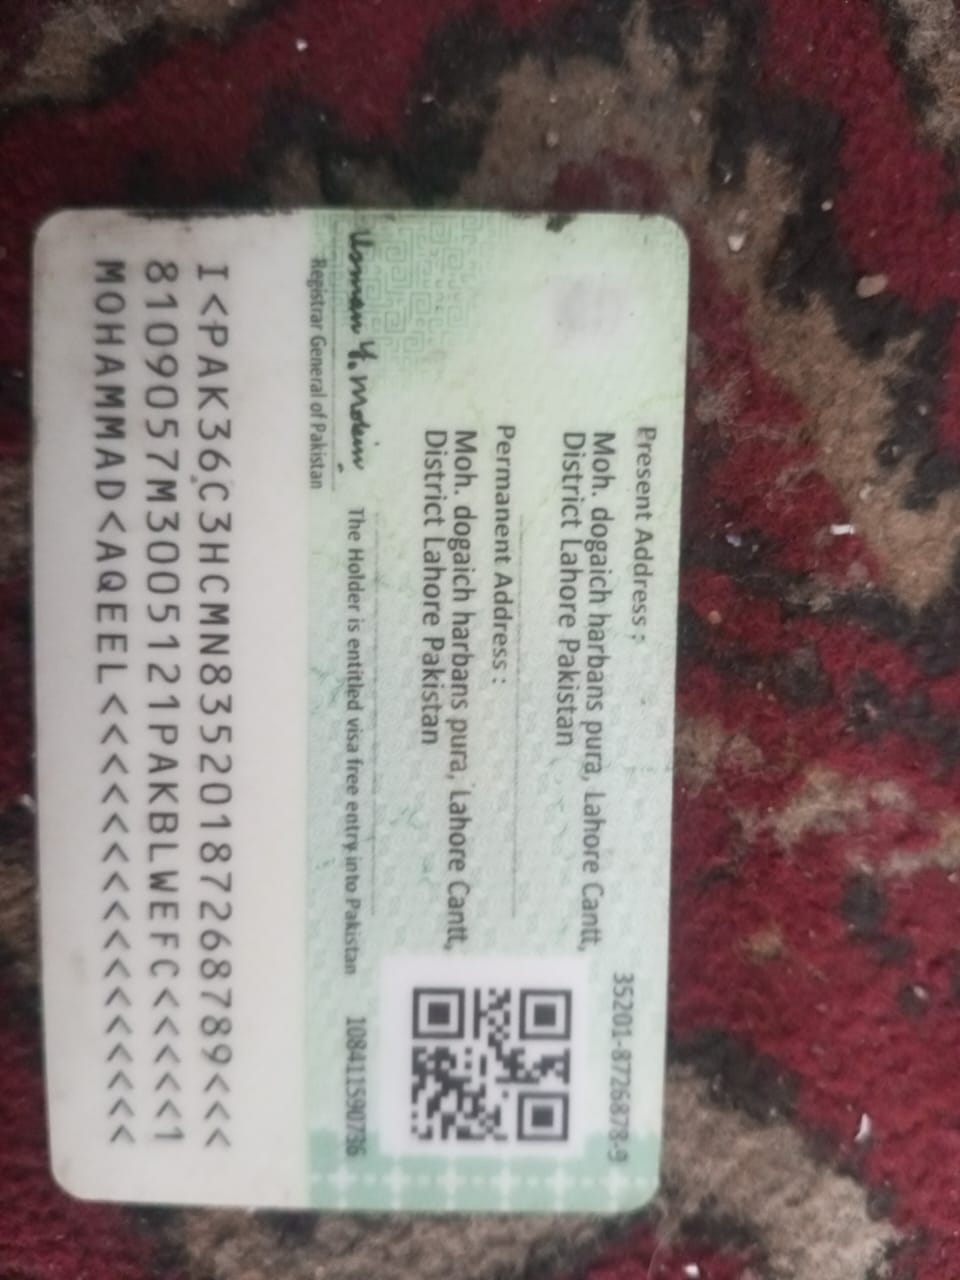 35201-8726878-9
Present Address :
Moh. dogaich harbans pura, Lahore Cantt,
District Lahore Pakistan
Permanent Address :
Moh. dogaich harbans pura, Lahore Cantt,
District Lahore Pakistan
Usman Y. Mobin
Registrar General of Pakistan
The Holder is entitled visa free entry into Pakistan
108411590736
I<PAK36C3HCMN8352018726878789<<<
8109057M3005121PAKBLWEFC<<<<<1
MOHAMMAD<AQEEL<<<<<<<<<<<<<<<<